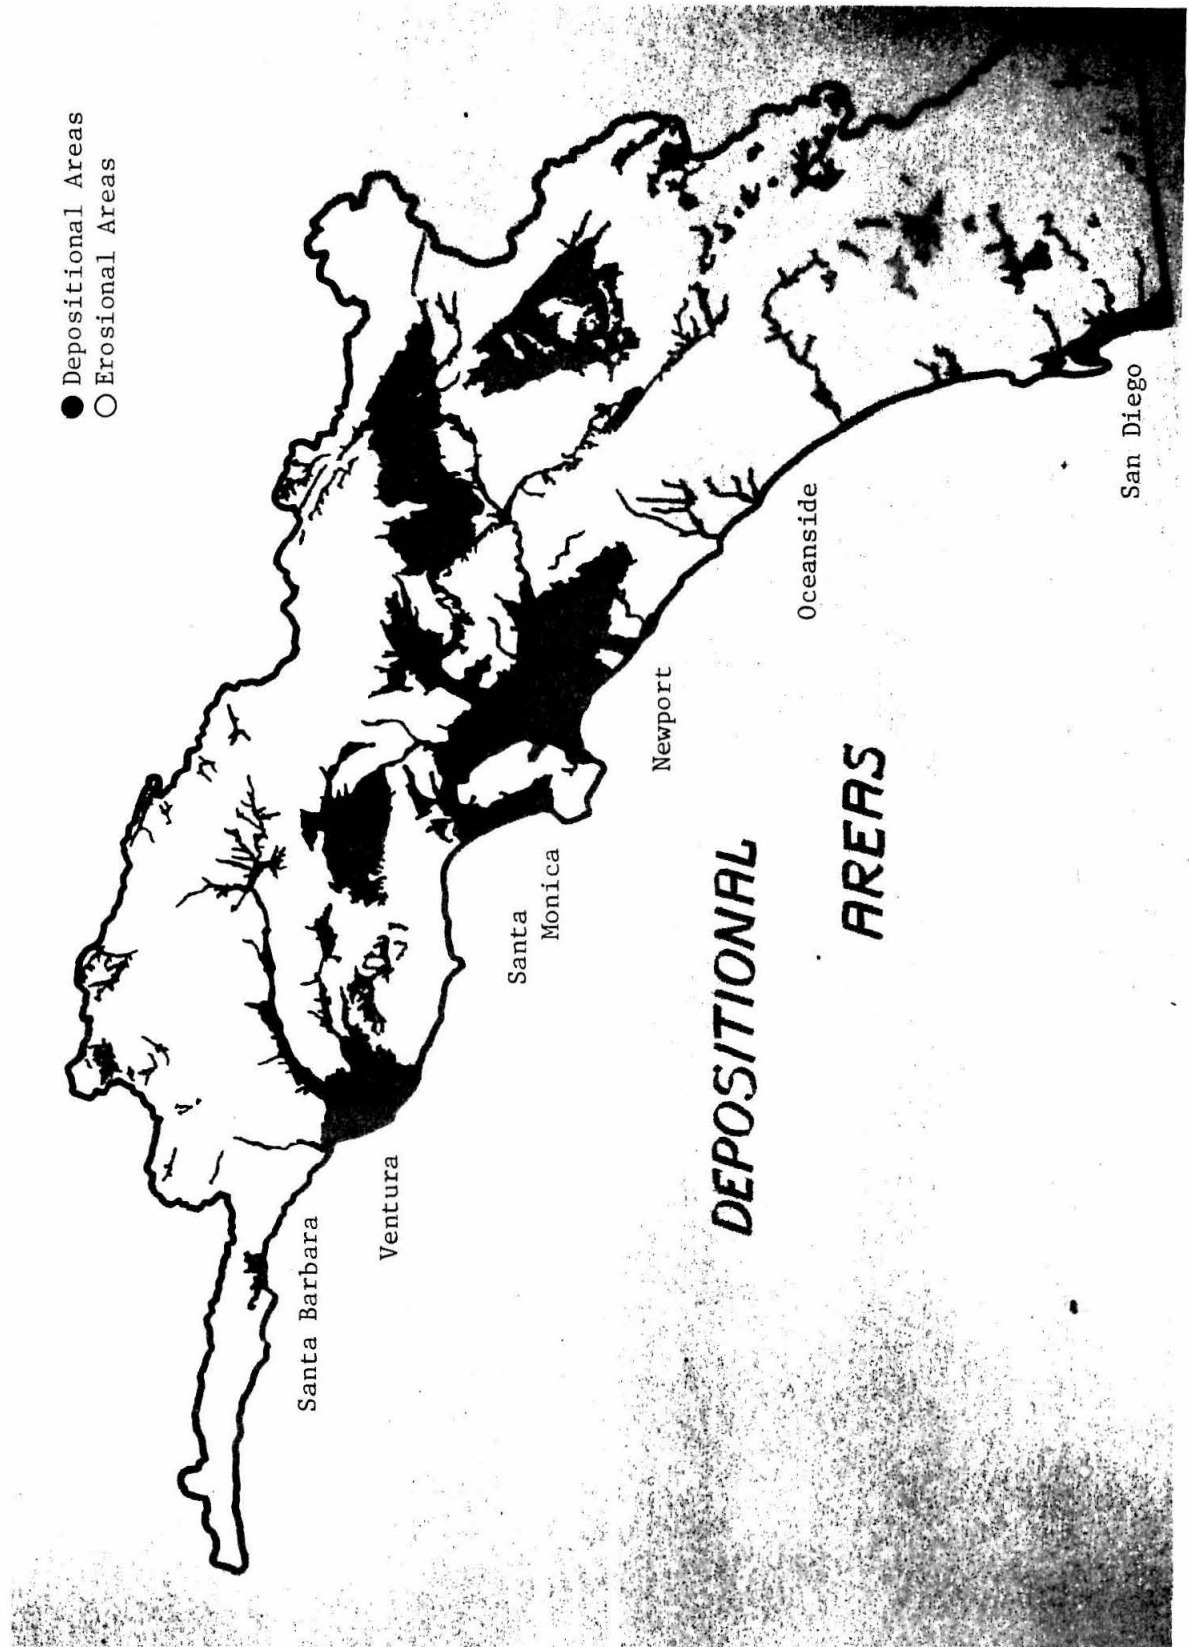 Depositional Areas
Erosional Areas
Santa Barbara
Ventura
Santa
Monica
Newport
Oceanside
San Diego
DEPOSITIONAL
AREAS